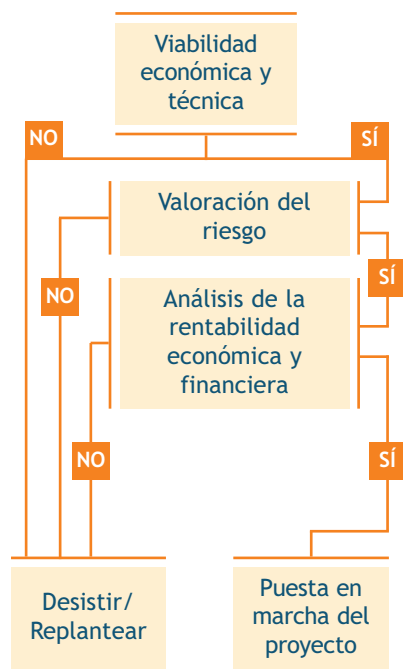 Viabilidad
económica y
técnica
NO
SÍ
Valoración del
riesgo
NO
SÍ
Análisis de la
rentabilidad
económica y
financiera
NO
SÍ
Desistir/
Replantear
Puesta en
marcha del
proyecto